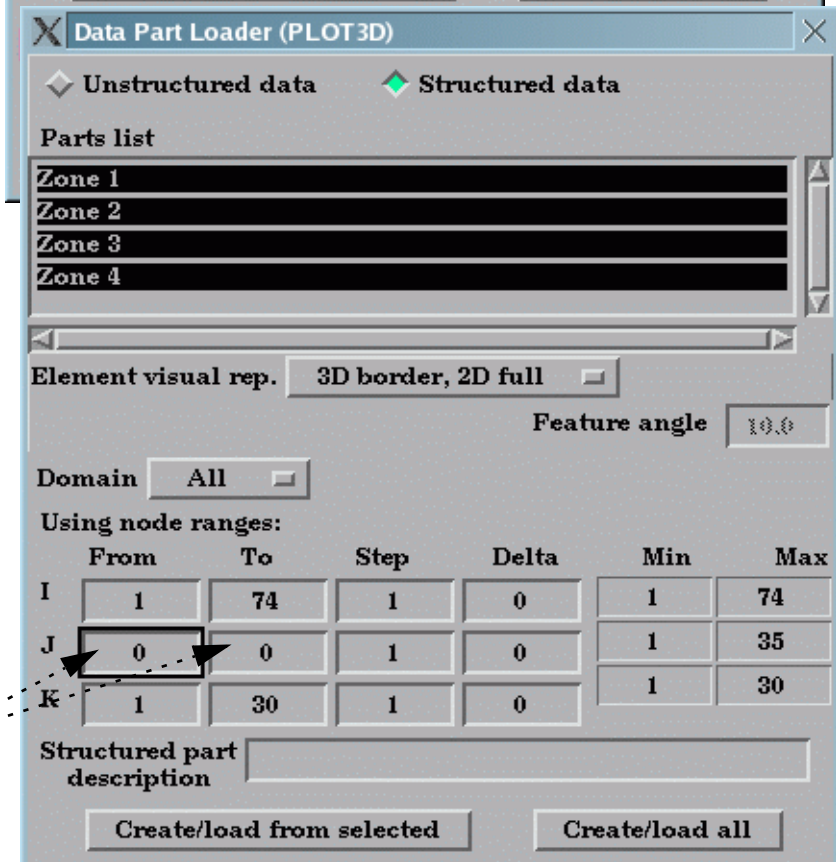 Data Part Loader (PLOT3D)
Unstructured data Structured data
Parts list
Zone 1
Zone 2
Zone 3
Zone 4
Element visual rep. 3D border, 2D full
Feature angle 10.0
Domain All
Using node ranges:
From To Step Delta Min Max
I 1 74 1 0 1 74
J 0 0 1 0 1 35
K 1 30 1 0 1 30
Structured part
description
Create/load from selected Create/load all